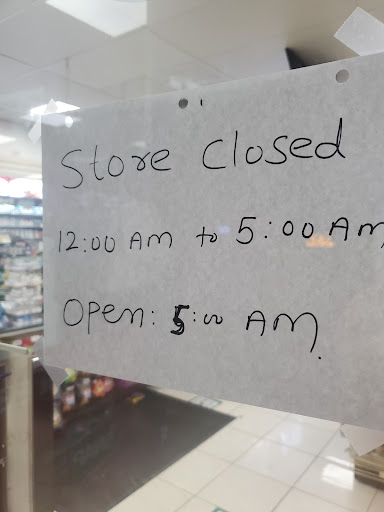 Store Closed
12:00 AM to 5:00 AM
Open: 5:00 AM.